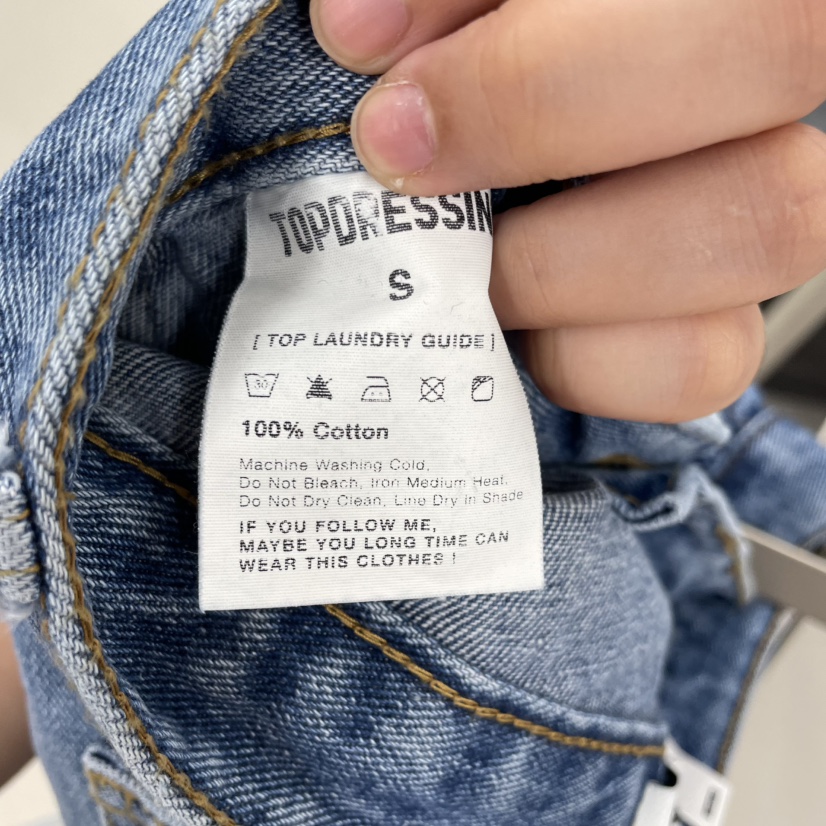 TOPDRESSIN
S
[ TOP LAUNDRY GUIDE ]
30
100% Cotton
Machine Washing Cold,
Do Not Bleach, Iron Medium Heat,
Do Not Dry Clean, Line Dry in Shade
IF YOU FOLLOW ME,
MAYBE YOU LONG TIME CAN
WEAR THIS CLOTHES !